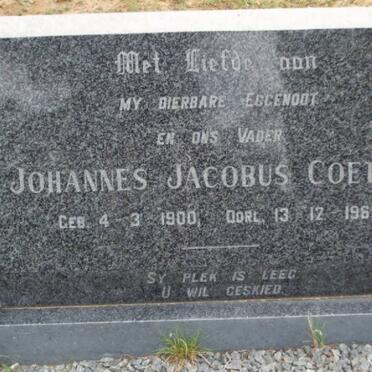 Met Liefde aan
MY DIERBARE EGGENOOT
EN ONS VADER
JOHANNES JACOBUS COET
GEB. 4-3-1900, OORL. 13-12-196
SY PLEK IS LEEG
U WIL GESKIED.